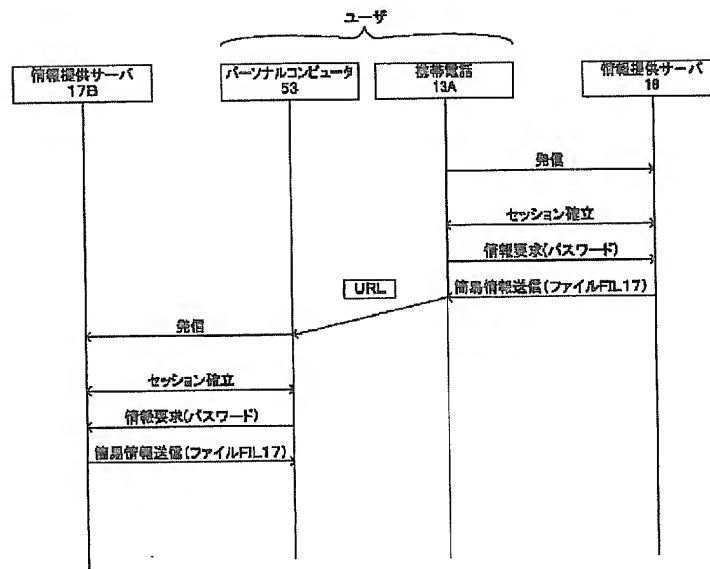 ユーザ
情報提供サーバ
17B
パーソナルコンピュータ
53
携帯電話
13A
情報提供サーバ
18
発信
セッション確立
情報要求(パスワード)
URL
簡易情報送信(ファイルFIL17)
発信
セッション確立
情報要求(パスワード)
簡易情報送信(ファイルFIL17)